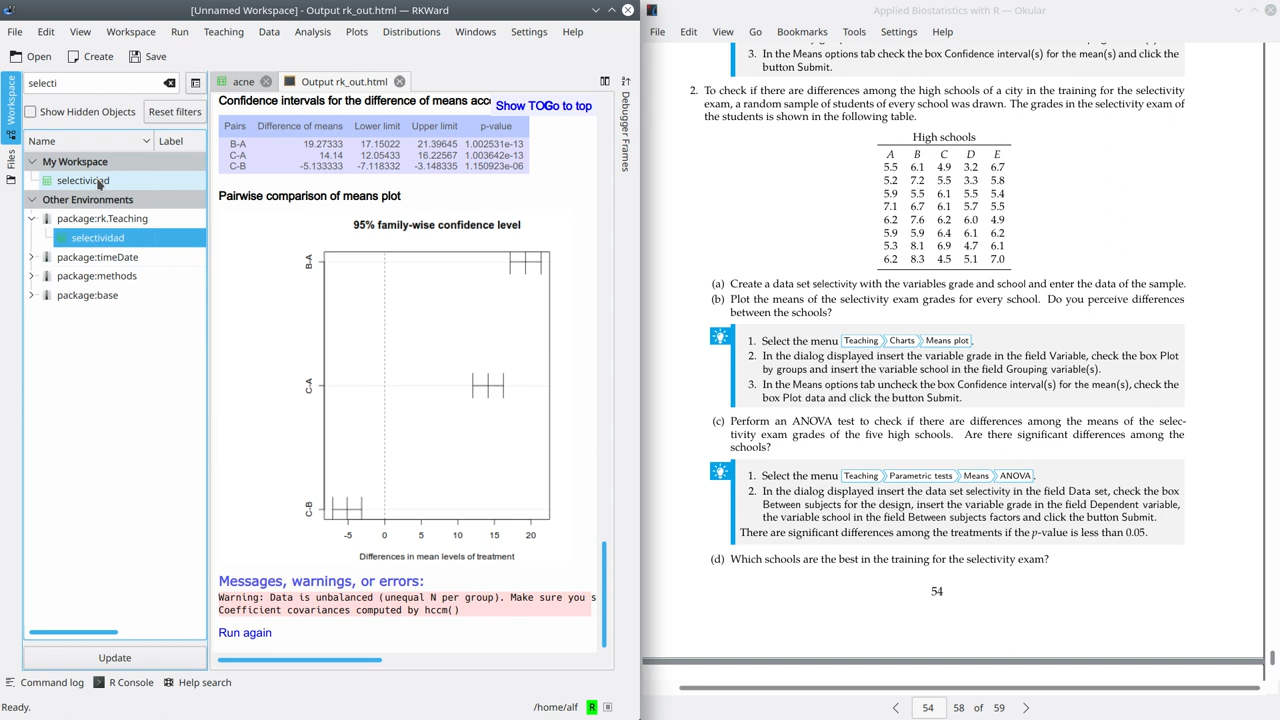 [Unnamed Workspace] - Output rk_out.html — RKWard
File Edit View Workspace Run Teaching Data Analysis Plots Distributions Windows Settings Help
Open Create Save
selecti
Show Hidden Objects Reset filters
Name Label
My Workspace
selectividad
Other Environments
package:rk.Teaching
selectividad
package:timeDate
package:methods
package:base
Update
Workspace
Files
acne Output rk_out.html
Confidence intervals for the difference of means acc
Show TOC Go to top
Pairs Difference of means Lower limit Upper limit p-value
B-A 19.27333 17.15022 21.39645 1.002531e-13
C-A 14.14 12.05433 16.22567 1.003642e-13
C-B -5.133333 -7.118332 -3.148335 1.150923e-06
Pairwise comparison of means plot
95% family-wise confidence level
B-A
C-A
C-B
-5 0 5 10 15 20
Differences in mean levels of treatment
Messages, warnings, or errors:
Warning: Data is unbalanced (unequal N per group). Make sure you s
Coefficient covariances computed by hccm()
Run again
Debugger Frames
Command log R Console Help search
Ready. /home/alf R
Applied Biostatistics with R — Okular
File Edit View Go Bookmarks Tools Settings Help
3. In the Means options tab check the box Confidence interval(s) for the mean(s) and click the
button Submit.
2. To check if there are differences among the high schools of a city in the training for the selectivity
exam, a random sample of students of every school was drawn. The grades in the selectivity exam of
the students is shown in the following table.
High schools
A B C D E
5.5 6.1 4.9 3.2 6.7
5.2 7.2 5.5 3.3 5.8
5.9 5.5 6.1 5.5 5.4
7.1 6.7 6.1 5.7 5.5
6.2 7.6 6.2 6.0 4.9
5.9 5.9 6.4 6.1 6.2
5.3 8.1 6.9 4.7 6.1
6.2 8.3 4.5 5.1 7.0
(a) Create a data set selectivity with the variables grade and school and enter the data of the sample.
(b) Plot the means of the selectivity exam grades for every school. Do you perceive differences
between the schools?
1. Select the menu Teaching Charts Means plot.
2. In the dialog displayed insert the variable grade in the field Variable, check the box Plot
by groups and insert the variable school in the field Grouping variable(s).
3. In the Means options tab uncheck the box Confidence interval(s) for the mean(s), check the
box Plot data and click the button Submit.
(c) Perform an ANOVA test to check if there are differences among the means of the selec-
tivity exam grades of the five high schools. Are there significant differences among the
schools?
1. Select the menu Teaching Parametric tests Means ANOVA.
2. In the dialog displayed insert the data set selectivity in the field Data set, check the box
Between subjects for the design, insert the variable grade in the field Dependent variable,
the variable school in the field Between subjects factors and click the button Submit.
There are significant differences among the treatments if the p-value is less than 0.05.
(d) Which schools are the best in the training for the selectivity exam?
54
54 58 of 59